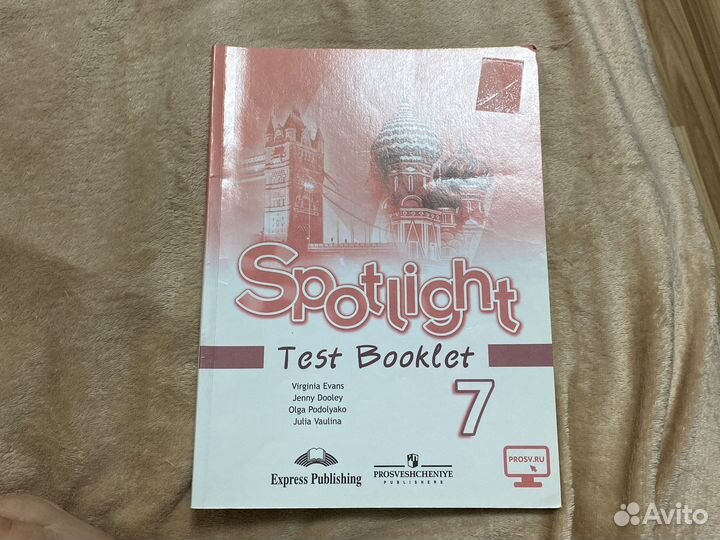 Spotlight
Test Booklet
Virginia Evans
Jenny Dooley
Olga Podolyako
Julia Vaulina
7
PROSV.RU
Express Publishing
PROSVESHCHENIYE
PUBLISHERS
Avito